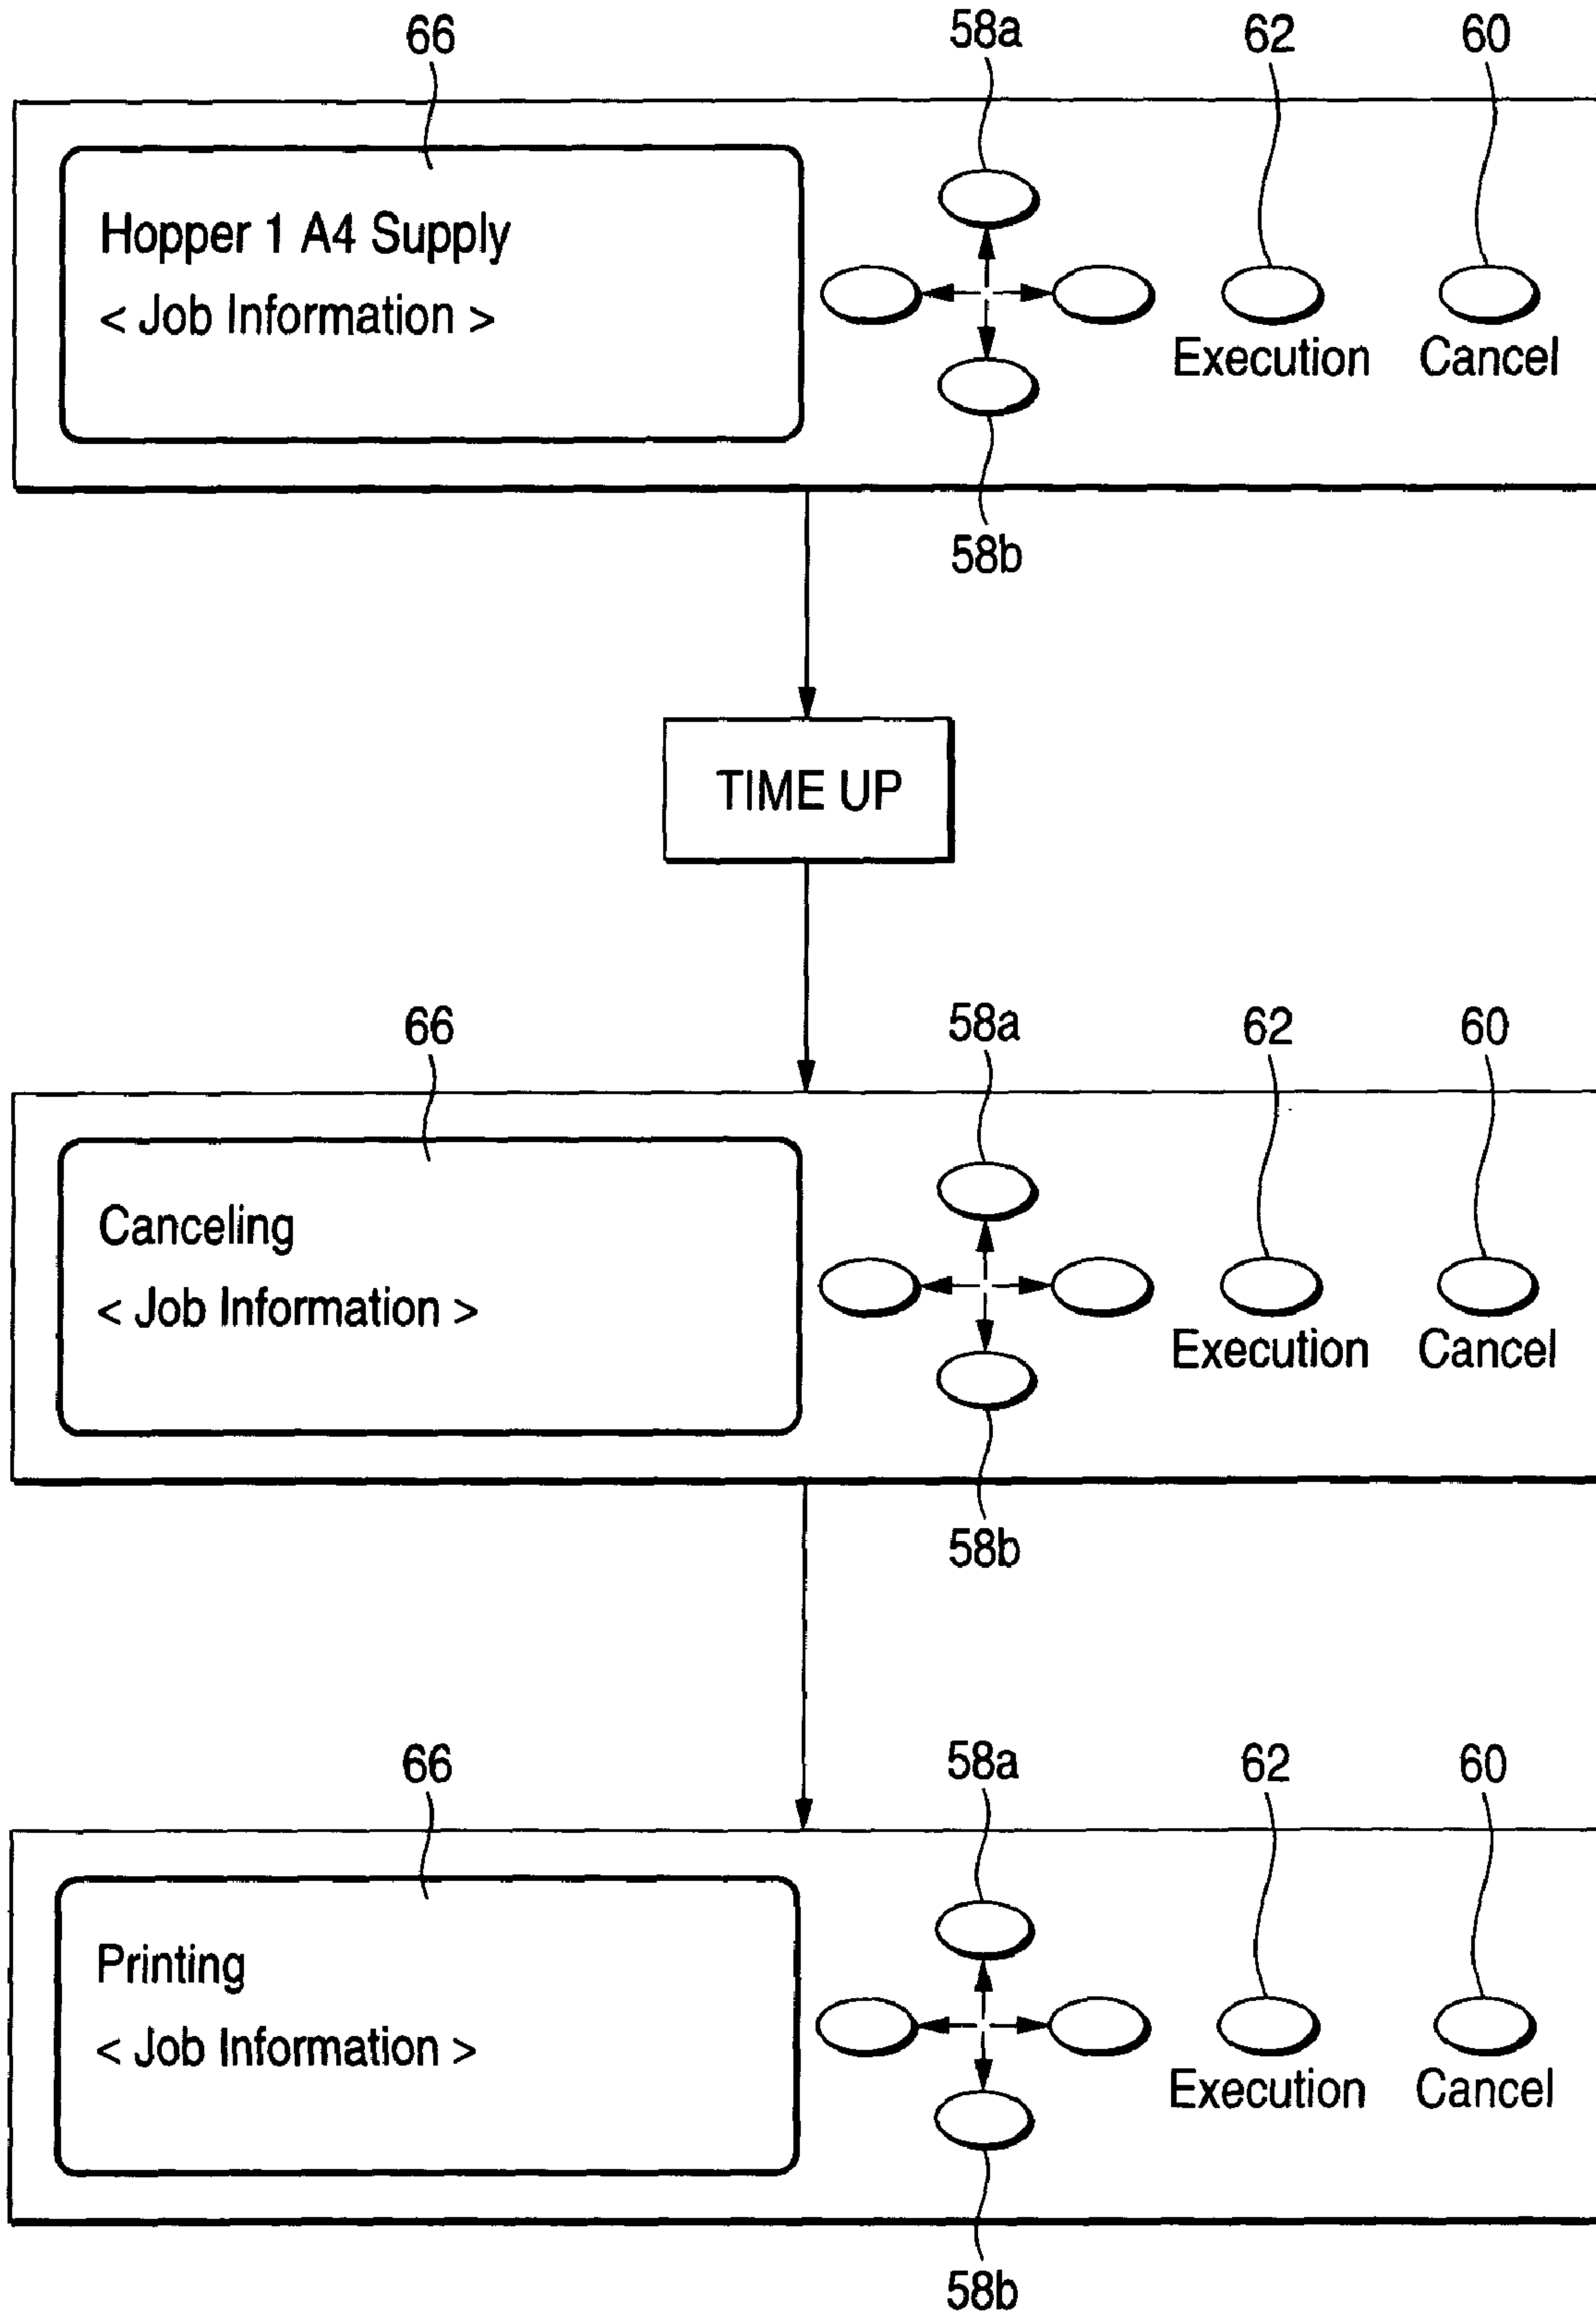 66 58a 62 60
Hopper 1 A4 Supply
< Job Information >
Execution Cancel
58b
TIME UP
66 58a 62 60
Canceling
< Job Information >
Execution Cancel
58b
66 58a 62 60
Printing
< Job Information >
Execution Cancel
58b